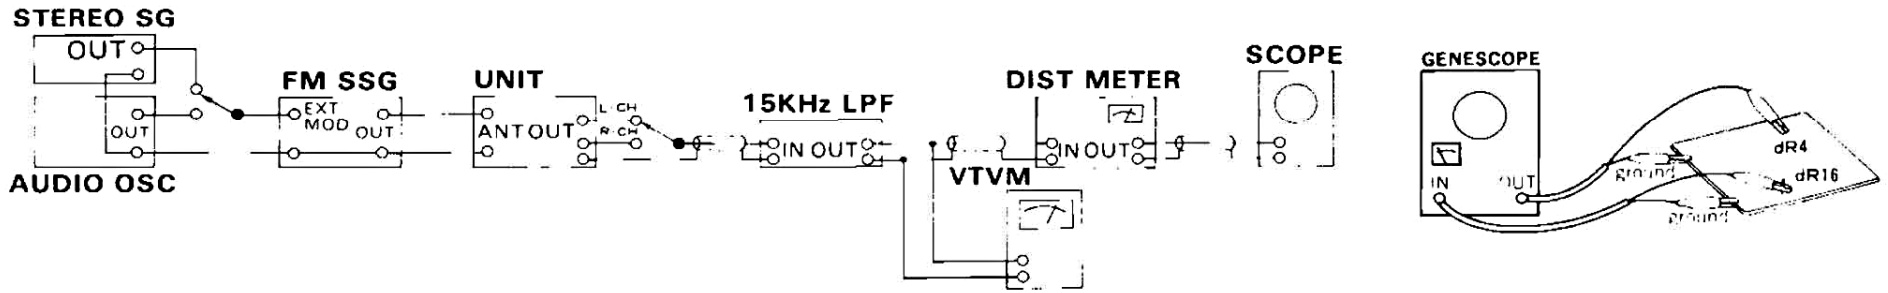 STEREO SG
OUT
OUT
AUDIO OSC
FM SSG
EXT
MOD
OUT
UNIT
ANT OUT
L-CH
R-CH
15KHz LPF
IN OUT
DIST METER
IN OUT
VTVM
SCOPE
GENESCOPE
IN
OUT
dR4
ground
dR16
ground